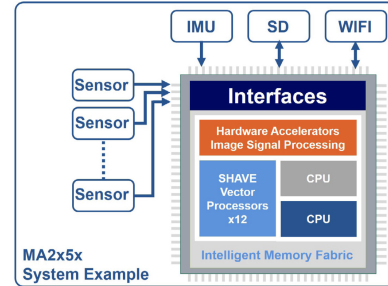 IMU
SD
WIFI
Sensor
Sensor
Sensor
Interfaces
Hardware Accelerators
Image Signal Processing
SHAVE
Vector
Processors
x12
CPU
CPU
Intelligent Memory Fabric
MA2x5x
System Example